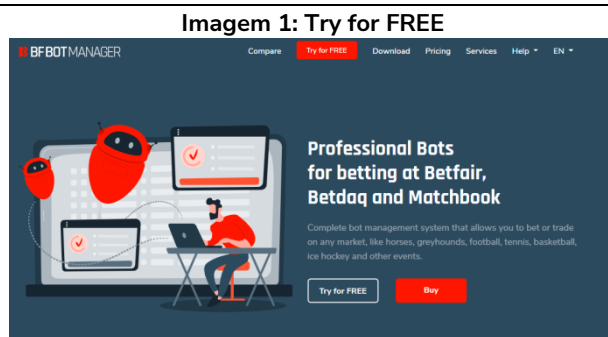 Imagem 1: Try for FREE
BF BOT MANAGER
Compare Try for FREE Download Pricing Services Help EN
Professional Bots
for betting at Betfair,
Betdaq and Matchbook
Complete bot management system that allows you to bet or trade
on any market, like horses, greyhounds, football, tennis, basketball,
ice hockey and other events.
Try for FREE Buy